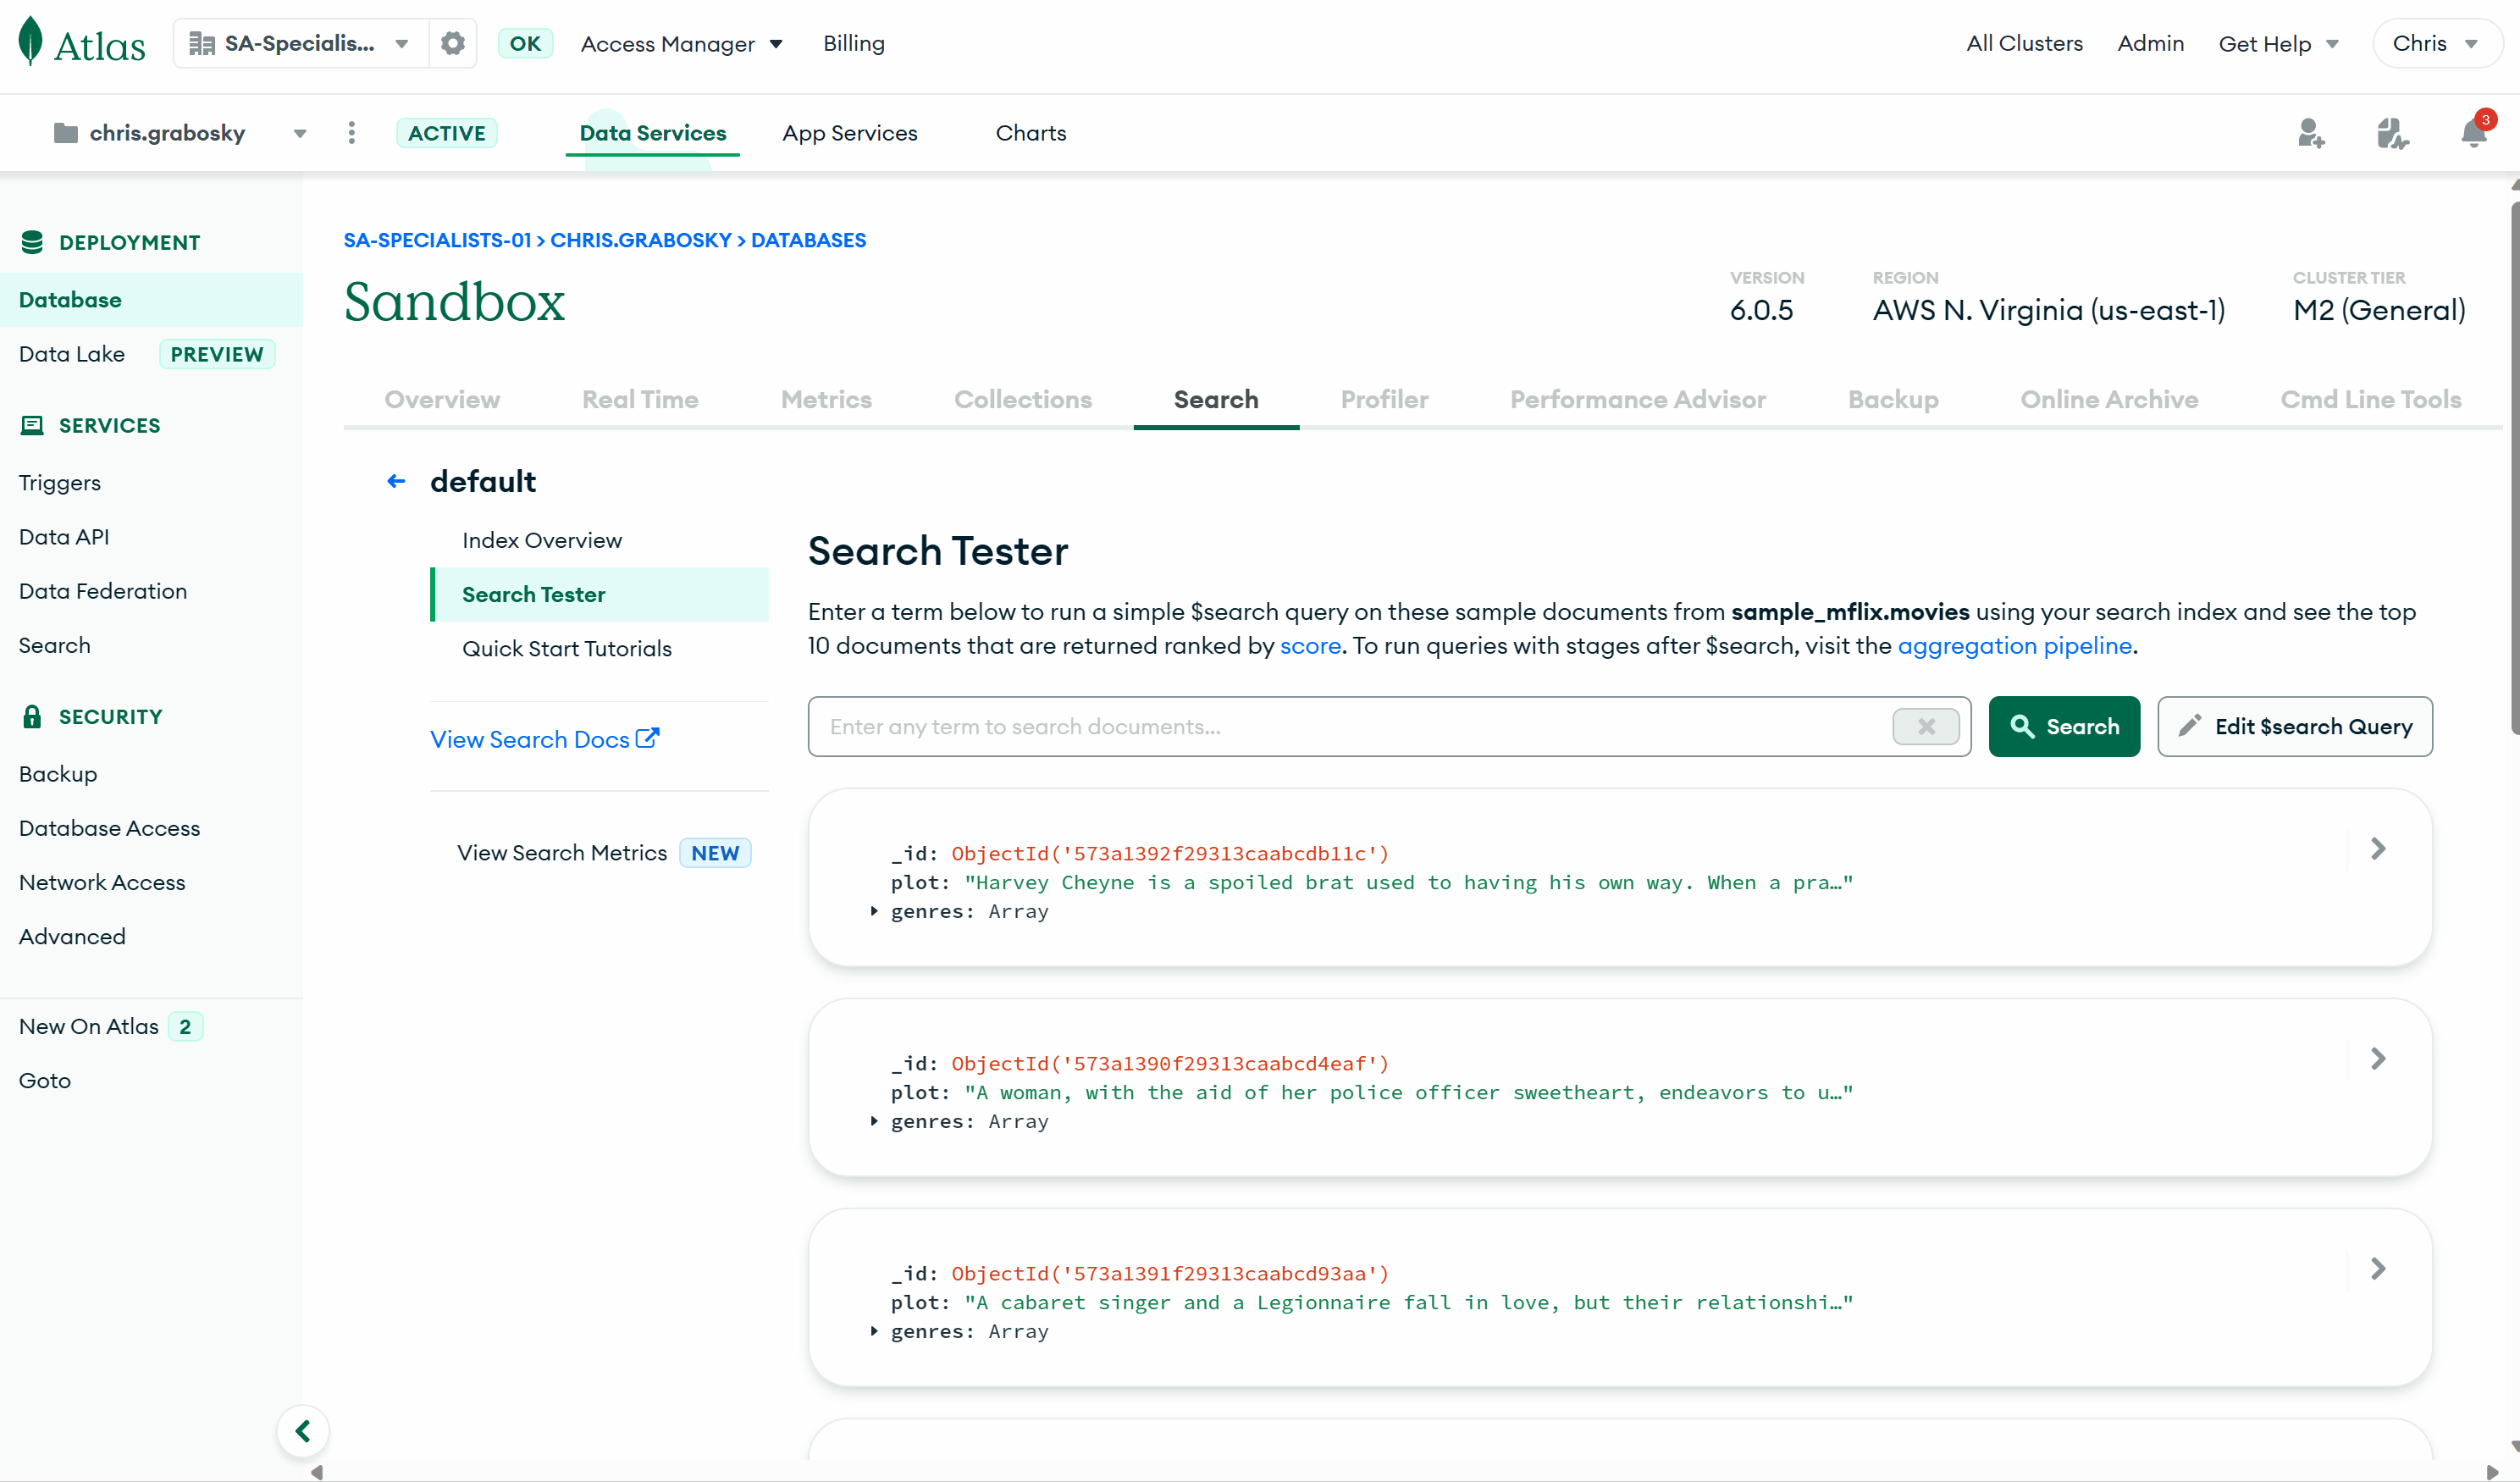 Atlas
SA-Specialis...
OK
Access Manager
Billing
All Clusters
Admin
Get Help
Chris
chris.grabosky
ACTIVE
Data Services
App Services
Charts
3
DEPLOYMENT
Database
Data Lake
PREVIEW
SERVICES
Triggers
Data API
Data Federation
Search
SECURITY
Backup
Database Access
Network Access
Advanced
New On Atlas
2
Goto
SA-SPECIALISTS-01 > CHRIS.GRABOSKY > DATABASES
Sandbox
VERSION
6.0.5
REGION
AWS N. Virginia (us-east-1)
CLUSTER TIER
M2 (General)
Overview
Real Time
Metrics
Collections
Search
Profiler
Performance Advisor
Backup
Online Archive
Cmd Line Tools
default
Index Overview
Search Tester
Quick Start Tutorials
View Search Docs
View Search Metrics
NEW
Search Tester
Enter a term below to run a simple $search query on these sample documents from sample_mflix.movies using your search index and see the top
10 documents that are returned ranked by score. To run queries with stages after $search, visit the aggregation pipeline.
Enter any term to search documents...
Search
Edit $search Query
_id: ObjectId('573a1392f29313caabcdb11c')
plot: "Harvey Cheyne is a spoiled brat used to having his own way. When a pra…"
genres: Array
_id: ObjectId('573a1390f29313caabcd4eaf')
plot: "A woman, with the aid of her police officer sweetheart, endeavors to u…"
genres: Array
_id: ObjectId('573a1391f29313caabcd93aa')
plot: "A cabaret singer and a Legionnaire fall in love, but their relationshi…"
genres: Array